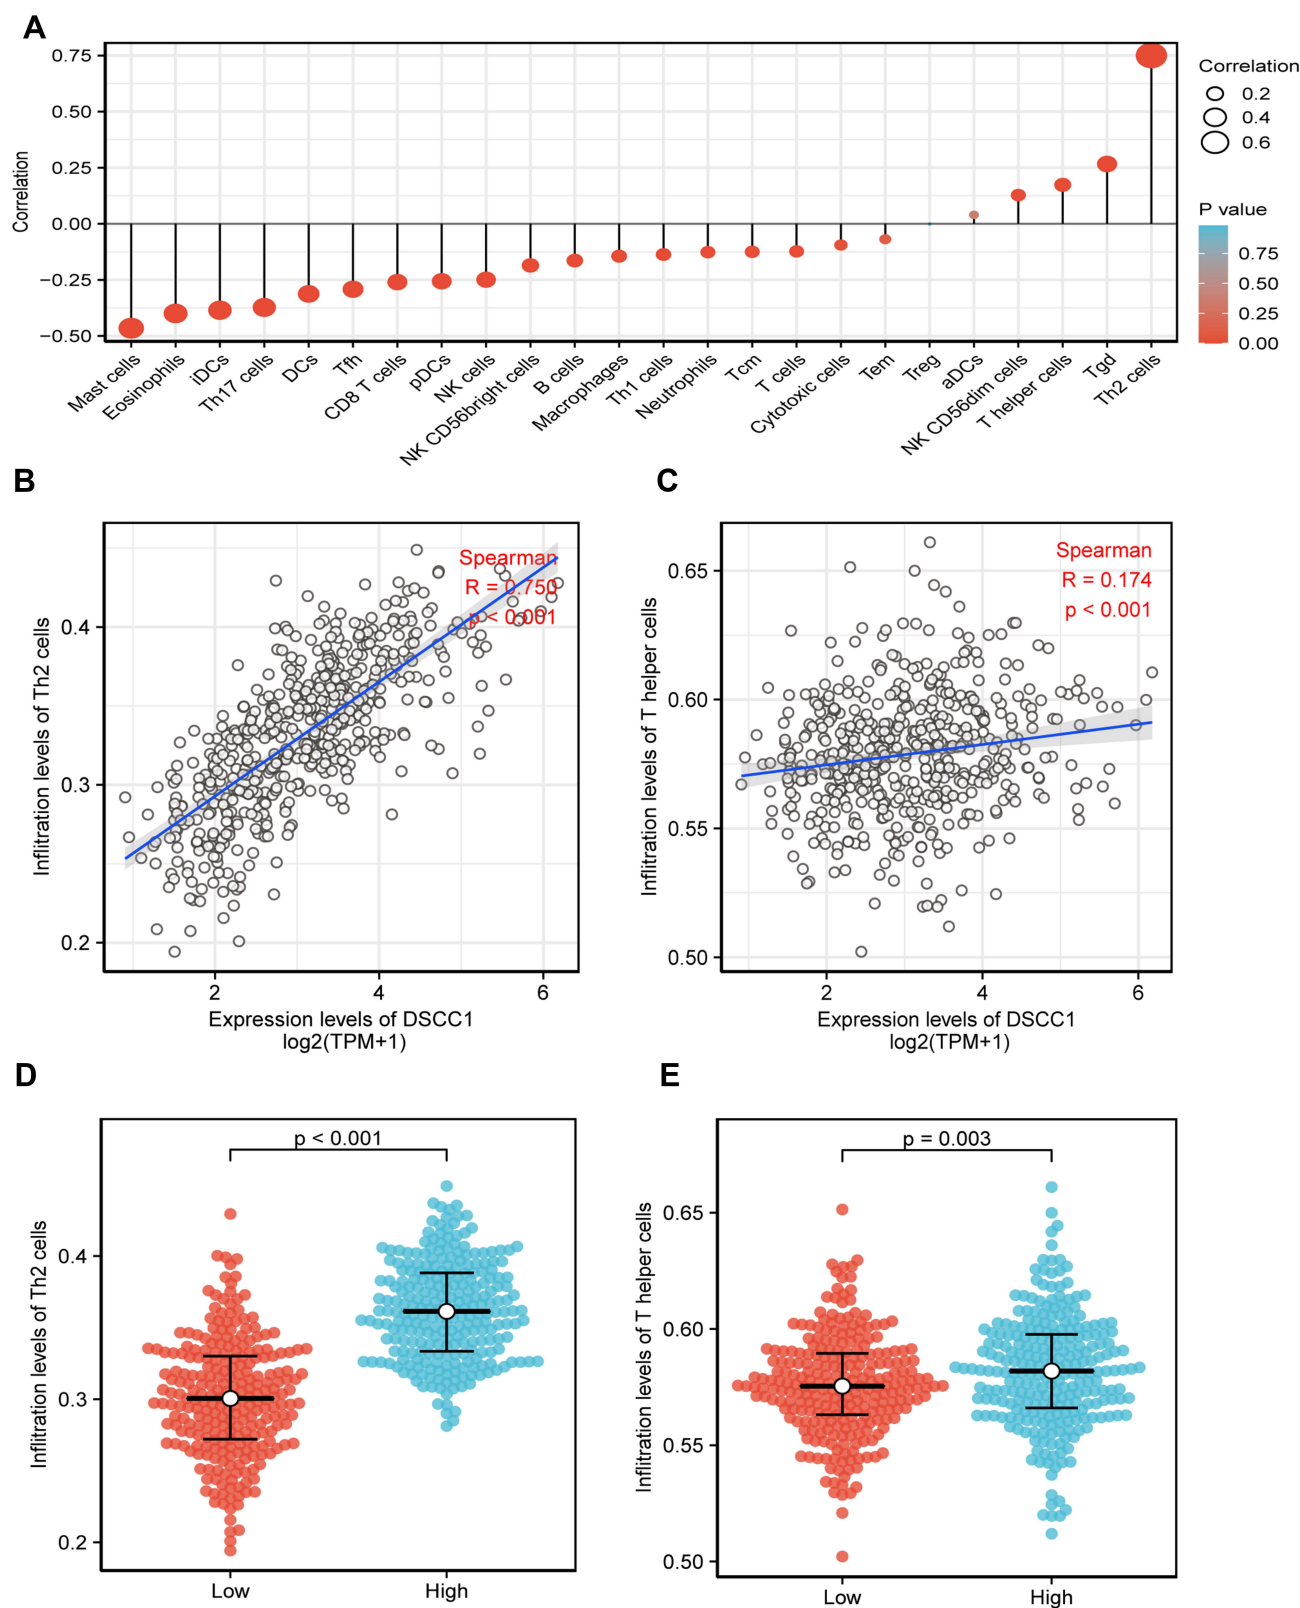 A
Correlation
0.75
0.50
0.25
0.00
−0.25
−0.50
Mast cells
Eosinophils
iDCs
Th17 cells
DCs
Tfh
CD8 T cells
pDCs
NK cells
NK CD56bright cells
B cells
Macrophages
Th1 cells
Neutrophils
Tcm
T cells
Cytotoxic cells
Tem
Treg
aDCs
NK CD56dim cells
T helper cells
Tgd
Th2 cells
Correlation
0.2
0.4
0.6
P value
0.75
0.50
0.25
0.00
B
Inflitration levels of Th2 cells
0.4
0.3
0.2
Spearman
R = 0.750
p < 0.001
2 4 6
Expression levels of DSCC1
log2(TPM+1)
C
Inflitration levels of T helper cells
0.65
0.60
0.55
0.50
Spearman
R = 0.174
p < 0.001
2 4 6
Expression levels of DSCC1
log2(TPM+1)
D
Inflitration levels of Th2 cells
0.4
0.3
0.2
p < 0.001
Low High
E
Inflitration levels of T helper cells
0.65
0.60
0.55
0.50
p = 0.003
Low High